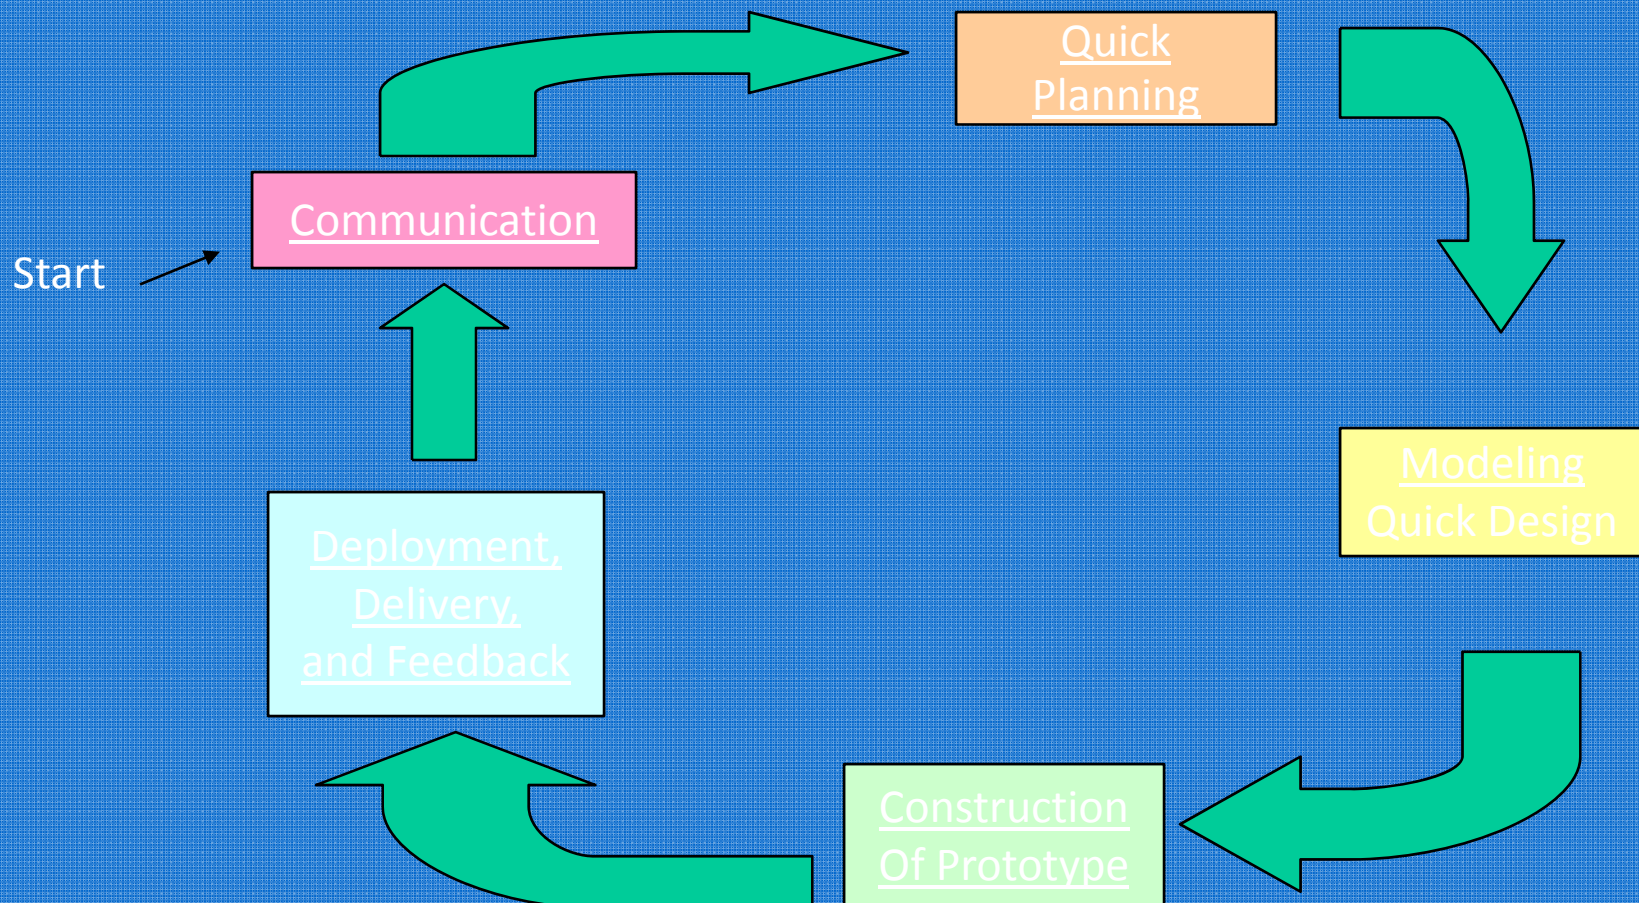 Quick
Planning
Communication
Start
Modeling
Quick Design
Deployment,
Delivery,
and Feedback
Construction
Of Prototype